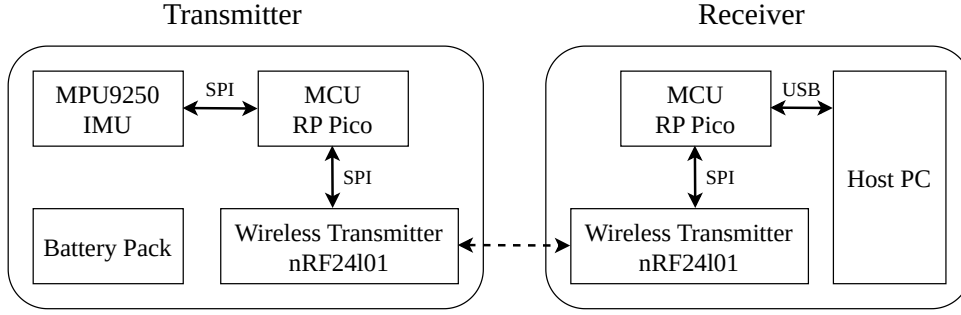 Transmitter
MPU9250
IMU
SPI
MCU
RP Pico
SPI
Battery Pack
Wireless Transmitter
nRF24l01
Receiver
MCU
RP Pico
USB
Host PC
SPI
Wireless Transmitter
nRF24l01